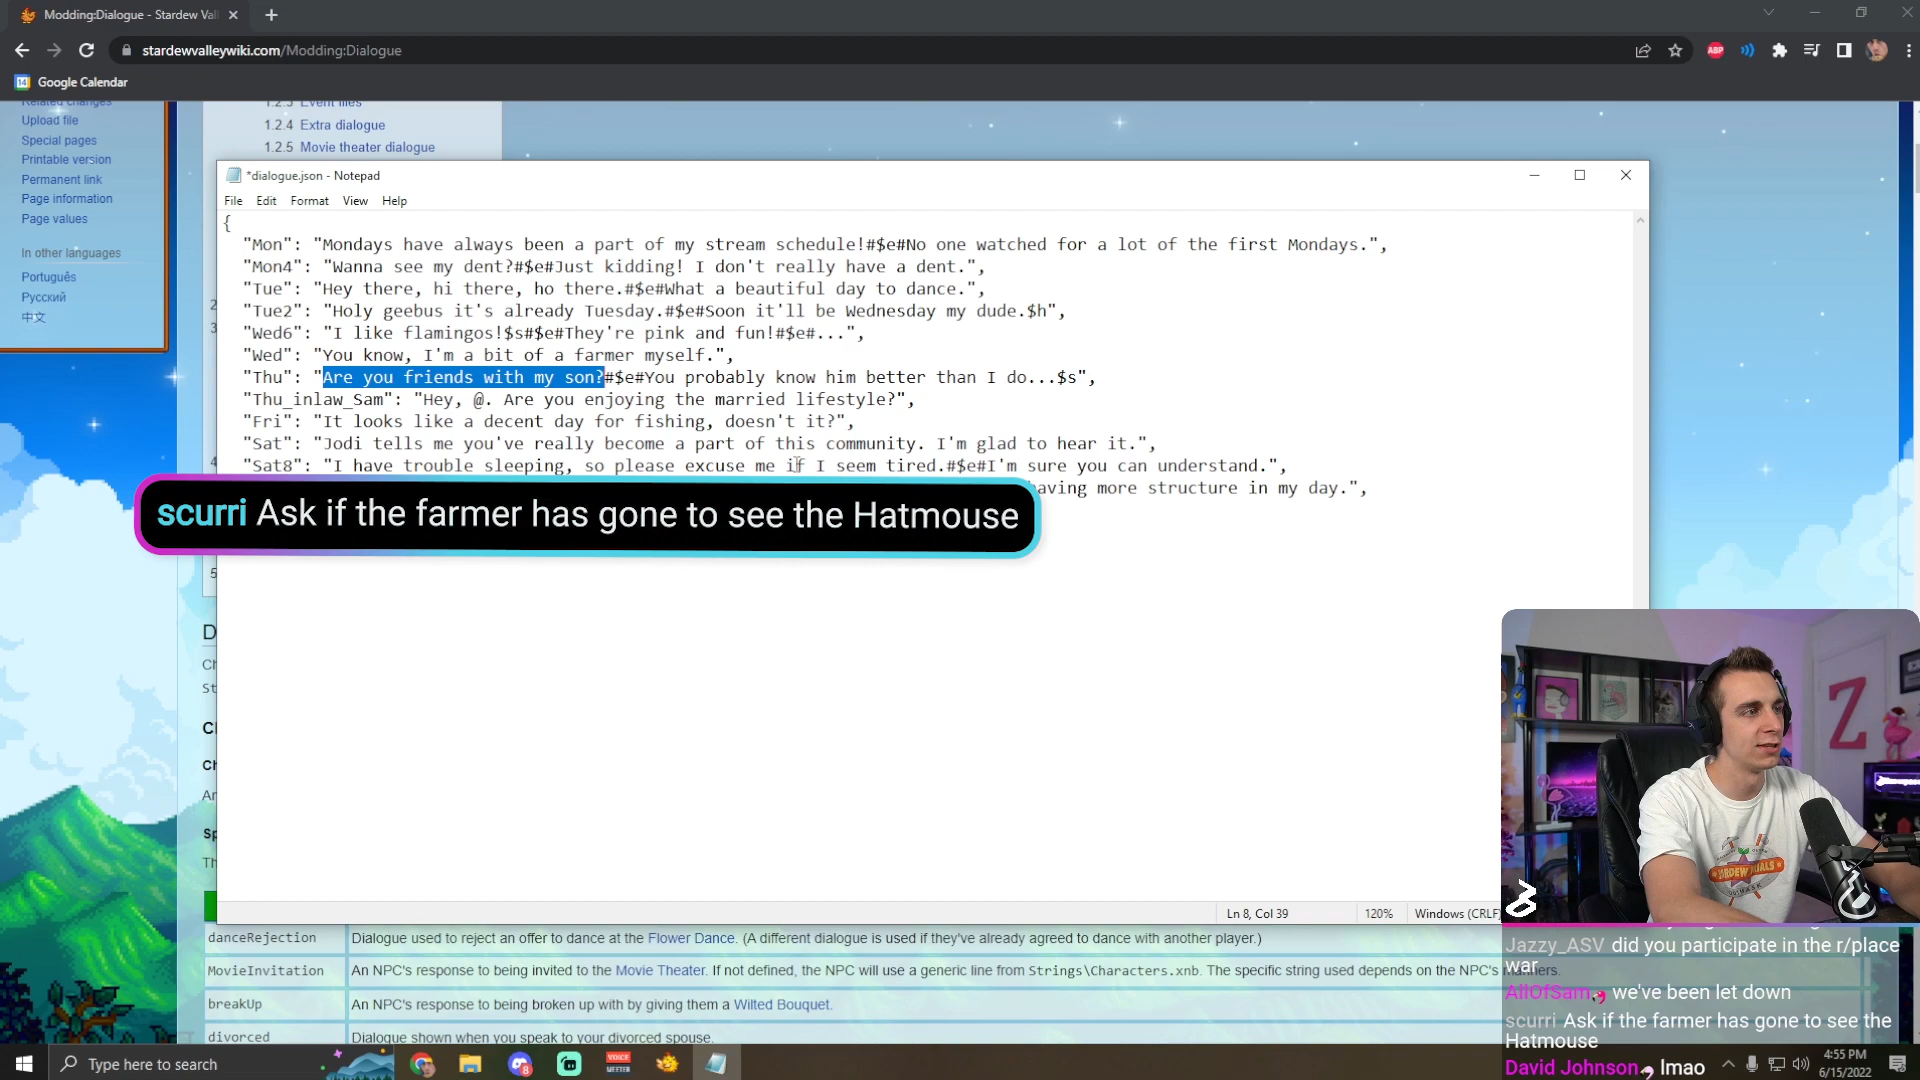 Modding:Dialogue - Stardew Val
stardewvalleywiki.com/Modding:Dialogue
ABP
Google Calendar
Related changes
Upload file
Special pages
Printable version
Permanent link
Page information
Page values
In other languages
Português
Русский
中文
1.2.3 Event files
1.2.4 Extra dialogue
1.2.5 Movie theater dialogue
*dialogue.json - Notepad
File Edit Format View Help
{
"Mon": "Mondays have always been a part of my stream schedule!#$e#No one watched for a lot of the first Mondays.",
"Mon4": "Wanna see my dent?#$e#Just kidding! I don't really have a dent.",
"Tue": "Hey there, hi there, ho there.#$e#What a beautiful day to dance.",
"Tue2": "Holy geebus it's already Tuesday.#$e#Soon it'll be Wednesday my dude.$h",
"Wed6": "I like flamingos!$s#$e#They're pink and fun!#$e#...",
"Wed": "You know, I'm a bit of a farmer myself.",
"Thu": "Are you friends with my son?#$e#You probably know him better than I do...$s",
"Thu_inlaw_Sam": "Hey, @. Are you enjoying the married lifestyle?",
"Fri": "It looks like a decent day for fishing, doesn't it?",
"Sat": "Jodi tells me you've really become a part of this community. I'm glad to hear it.",
"Sat8": "I have trouble sleeping, so please excuse me if I seem tired.#$e#I'm sure you can understand.",
having more structure in my day.",
scurri Ask if the farmer has gone to see the Hatmouse
Ln 8, Col 39 120% Windows (CRLF)
danceRejection Dialogue used to reject an offer to dance at the Flower Dance. (A different dialogue is used if they've already agreed to dance with another player.)
MovieInvitation An NPC's response to being invited to the Movie Theater. If not defined, the NPC will use a generic line from Strings\Characters.xnb. The specific string used depends on the NPC's manners.
breakUp An NPC's response to being broken up with by giving them a Wilted Bouquet.
divorced Dialogue shown when you speak to your divorced spouse.
Z
STARDEW TRIALS
Jazzy_ASV did you participate in the r/place
war
AllOfSam we've been let down
scurri Ask if the farmer has gone to see the
Hatmouse
David Johnson lmao
Type here to search
VOICE
MEETER
4:55 PM
6/15/2022